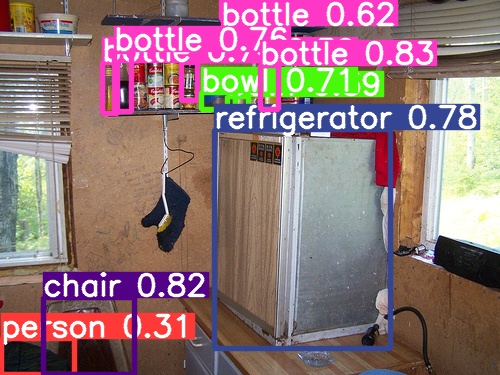 bottle 0.62
bottle 0.76
bottle 0.83
bowl 0.71
refrigerator 0.78
chair 0.82
person 0.31